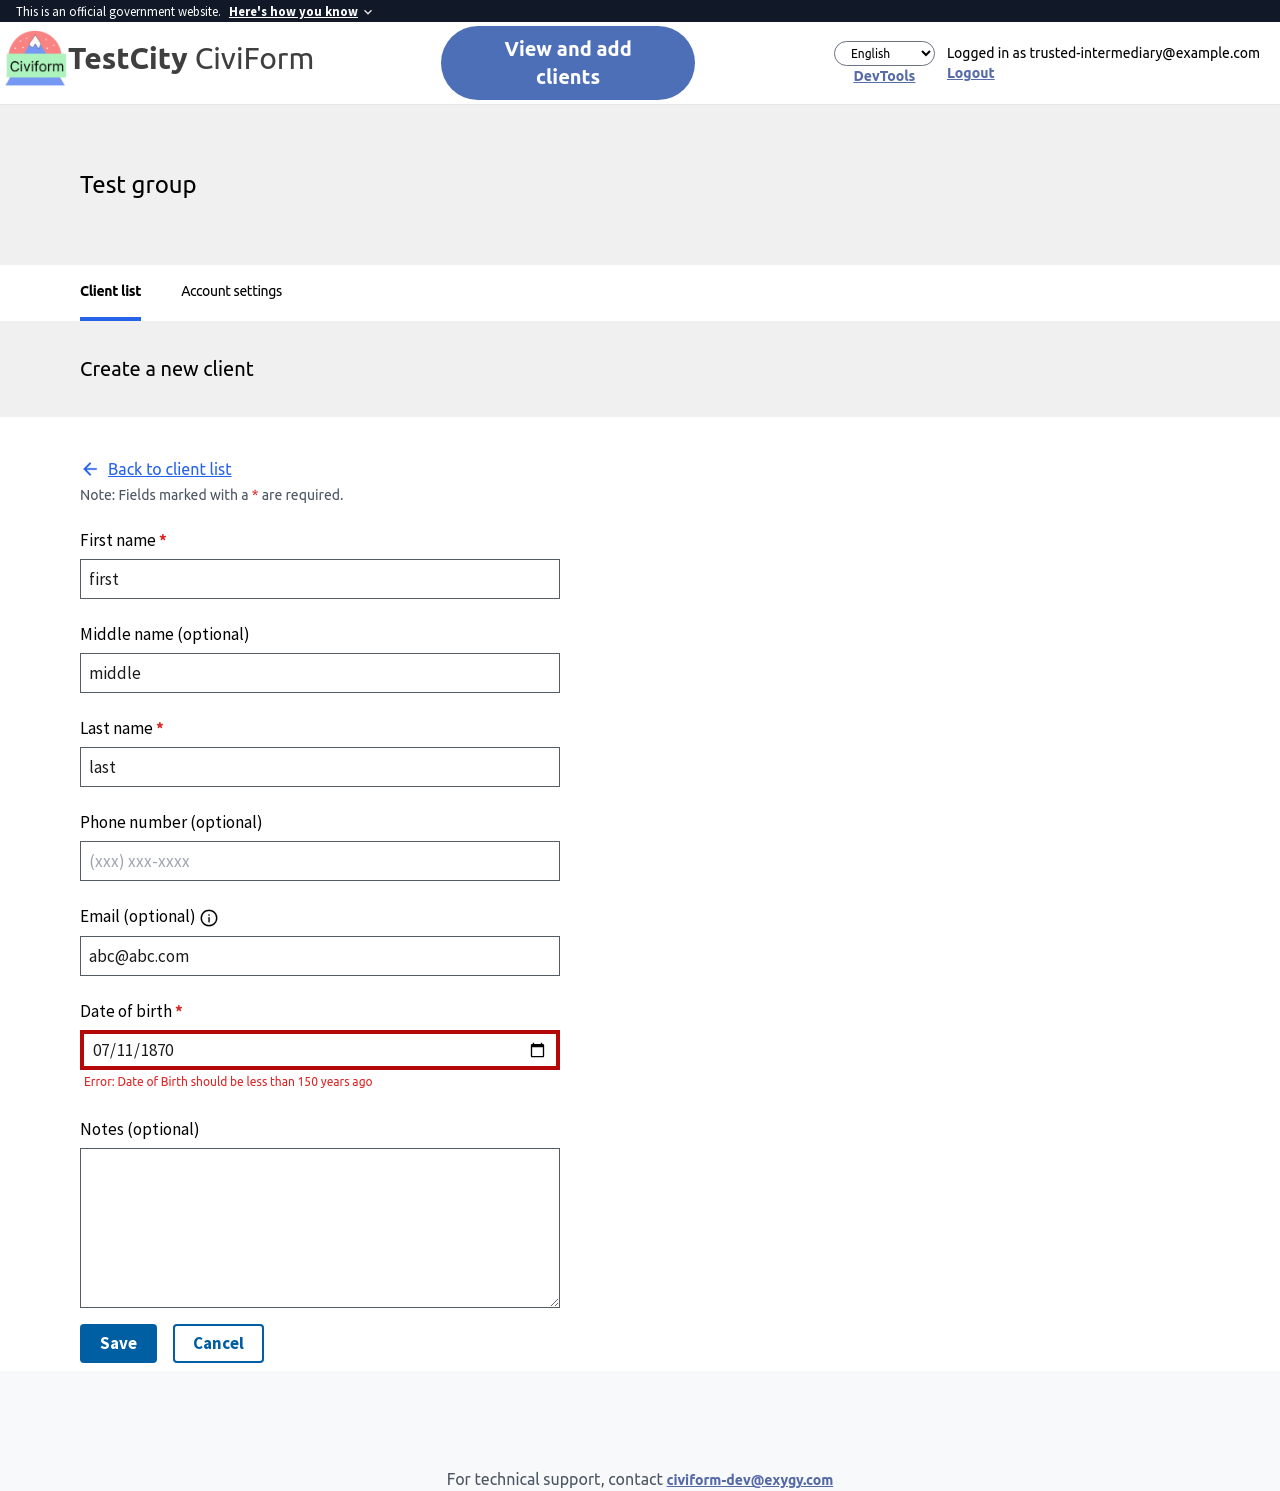 This is an official government website. Here's how you know
Civiform
TestCity CiviForm
View and add
clients
English
DevTools
Logged in as trusted-intermediary@example.com
Logout
Test group
Client list
Account settings
Create a new client
Back to client list
Note: Fields marked with a * are required.
First name *
first
Middle name (optional)
middle
Last name *
last
Phone number (optional)
(xxx) xxx-xxxx
Email (optional)
abc@abc.com
Date of birth *
07/11/1870
Error: Date of Birth should be less than 150 years ago
Notes (optional)
Save
Cancel
For technical support, contact civiform-dev@exygy.com